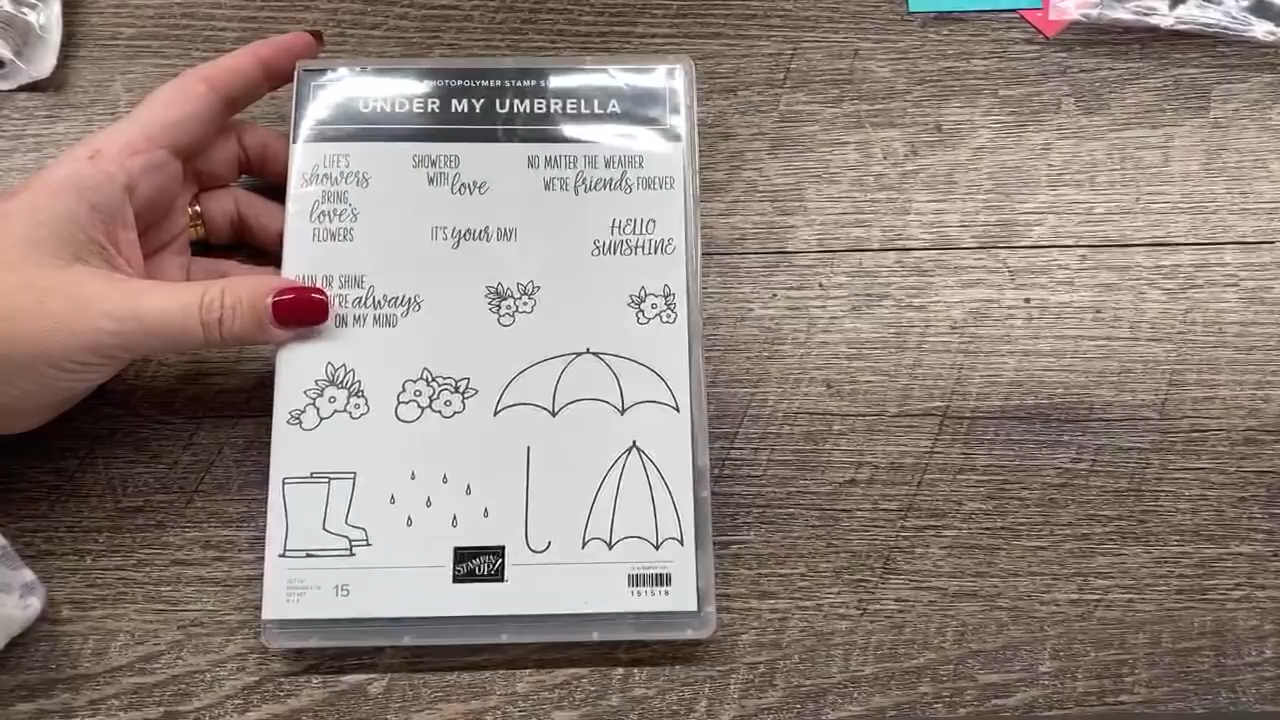 PHOTOPOLYMER STAMP
UNDER MY UMBRELLA
LIFE'S
showers
BRING,
love's
FLOWERS
SHOWERED
WITH love
NO MATTER THE WEATHER
WE'RE friends FOREVER
IT'S your DAY!
HELLO
SUNSHINE
OR SHINE
always
ON MY MIND
STAMPIN'
UP!
15
151518